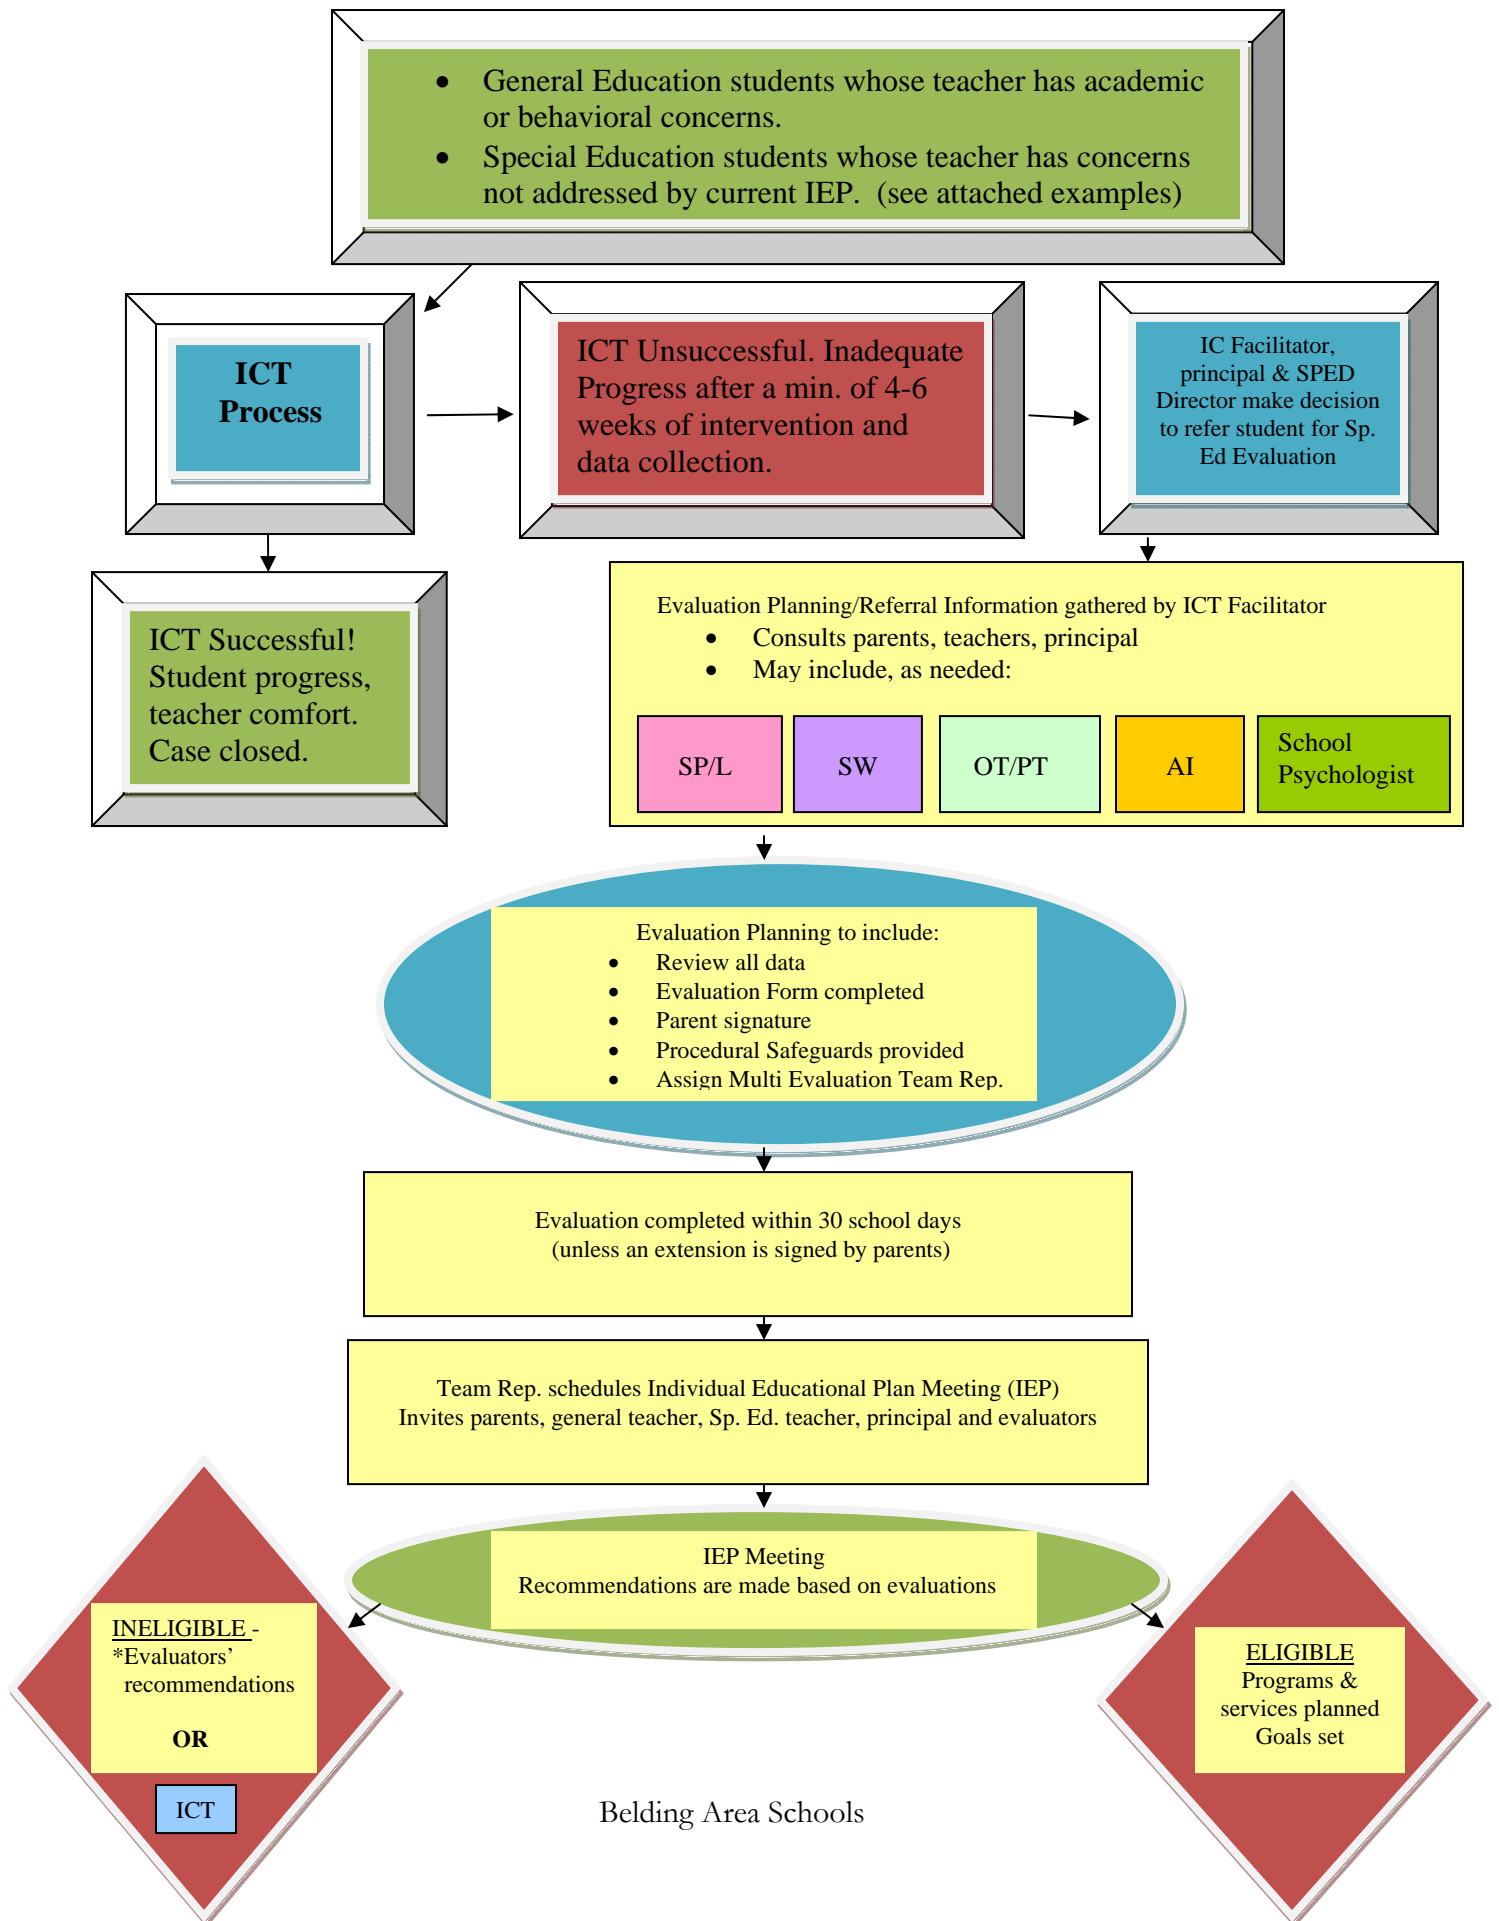 • General Education students whose teacher has academic
or behavioral concerns.
• Special Education students whose teacher has concerns
not addressed by current IEP.  (see attached examples)
ICT
Process
ICT Unsuccessful. Inadequate
Progress after a min. of 4-6
weeks of intervention and
data collection.
IC Facilitator,
principal & SPED
Director make decision
to refer student for Sp.
Ed Evaluation
ICT Successful!
Student progress,
teacher comfort.
Case closed.
Evaluation Planning/Referral Information gathered by ICT Facilitator
• Consults parents, teachers, principal
• May include, as needed:
SP/L
SW
OT/PT
AI
School
Psychologist
Evaluation Planning to include:
• Review all data
• Evaluation Form completed
• Parent signature
• Procedural Safeguards provided
• Assign Multi Evaluation Team Rep.
Evaluation completed within 30 school days
(unless an extension is signed by parents)
Team Rep. schedules Individual Educational Plan Meeting (IEP)
Invites parents, general teacher, Sp. Ed. teacher, principal and evaluators
IEP Meeting
Recommendations are made based on evaluations
INELIGIBLE -
*Evaluators’
recommendations
OR
ICT
ELIGIBLE
Programs &
services planned
Goals set
Belding Area Schools